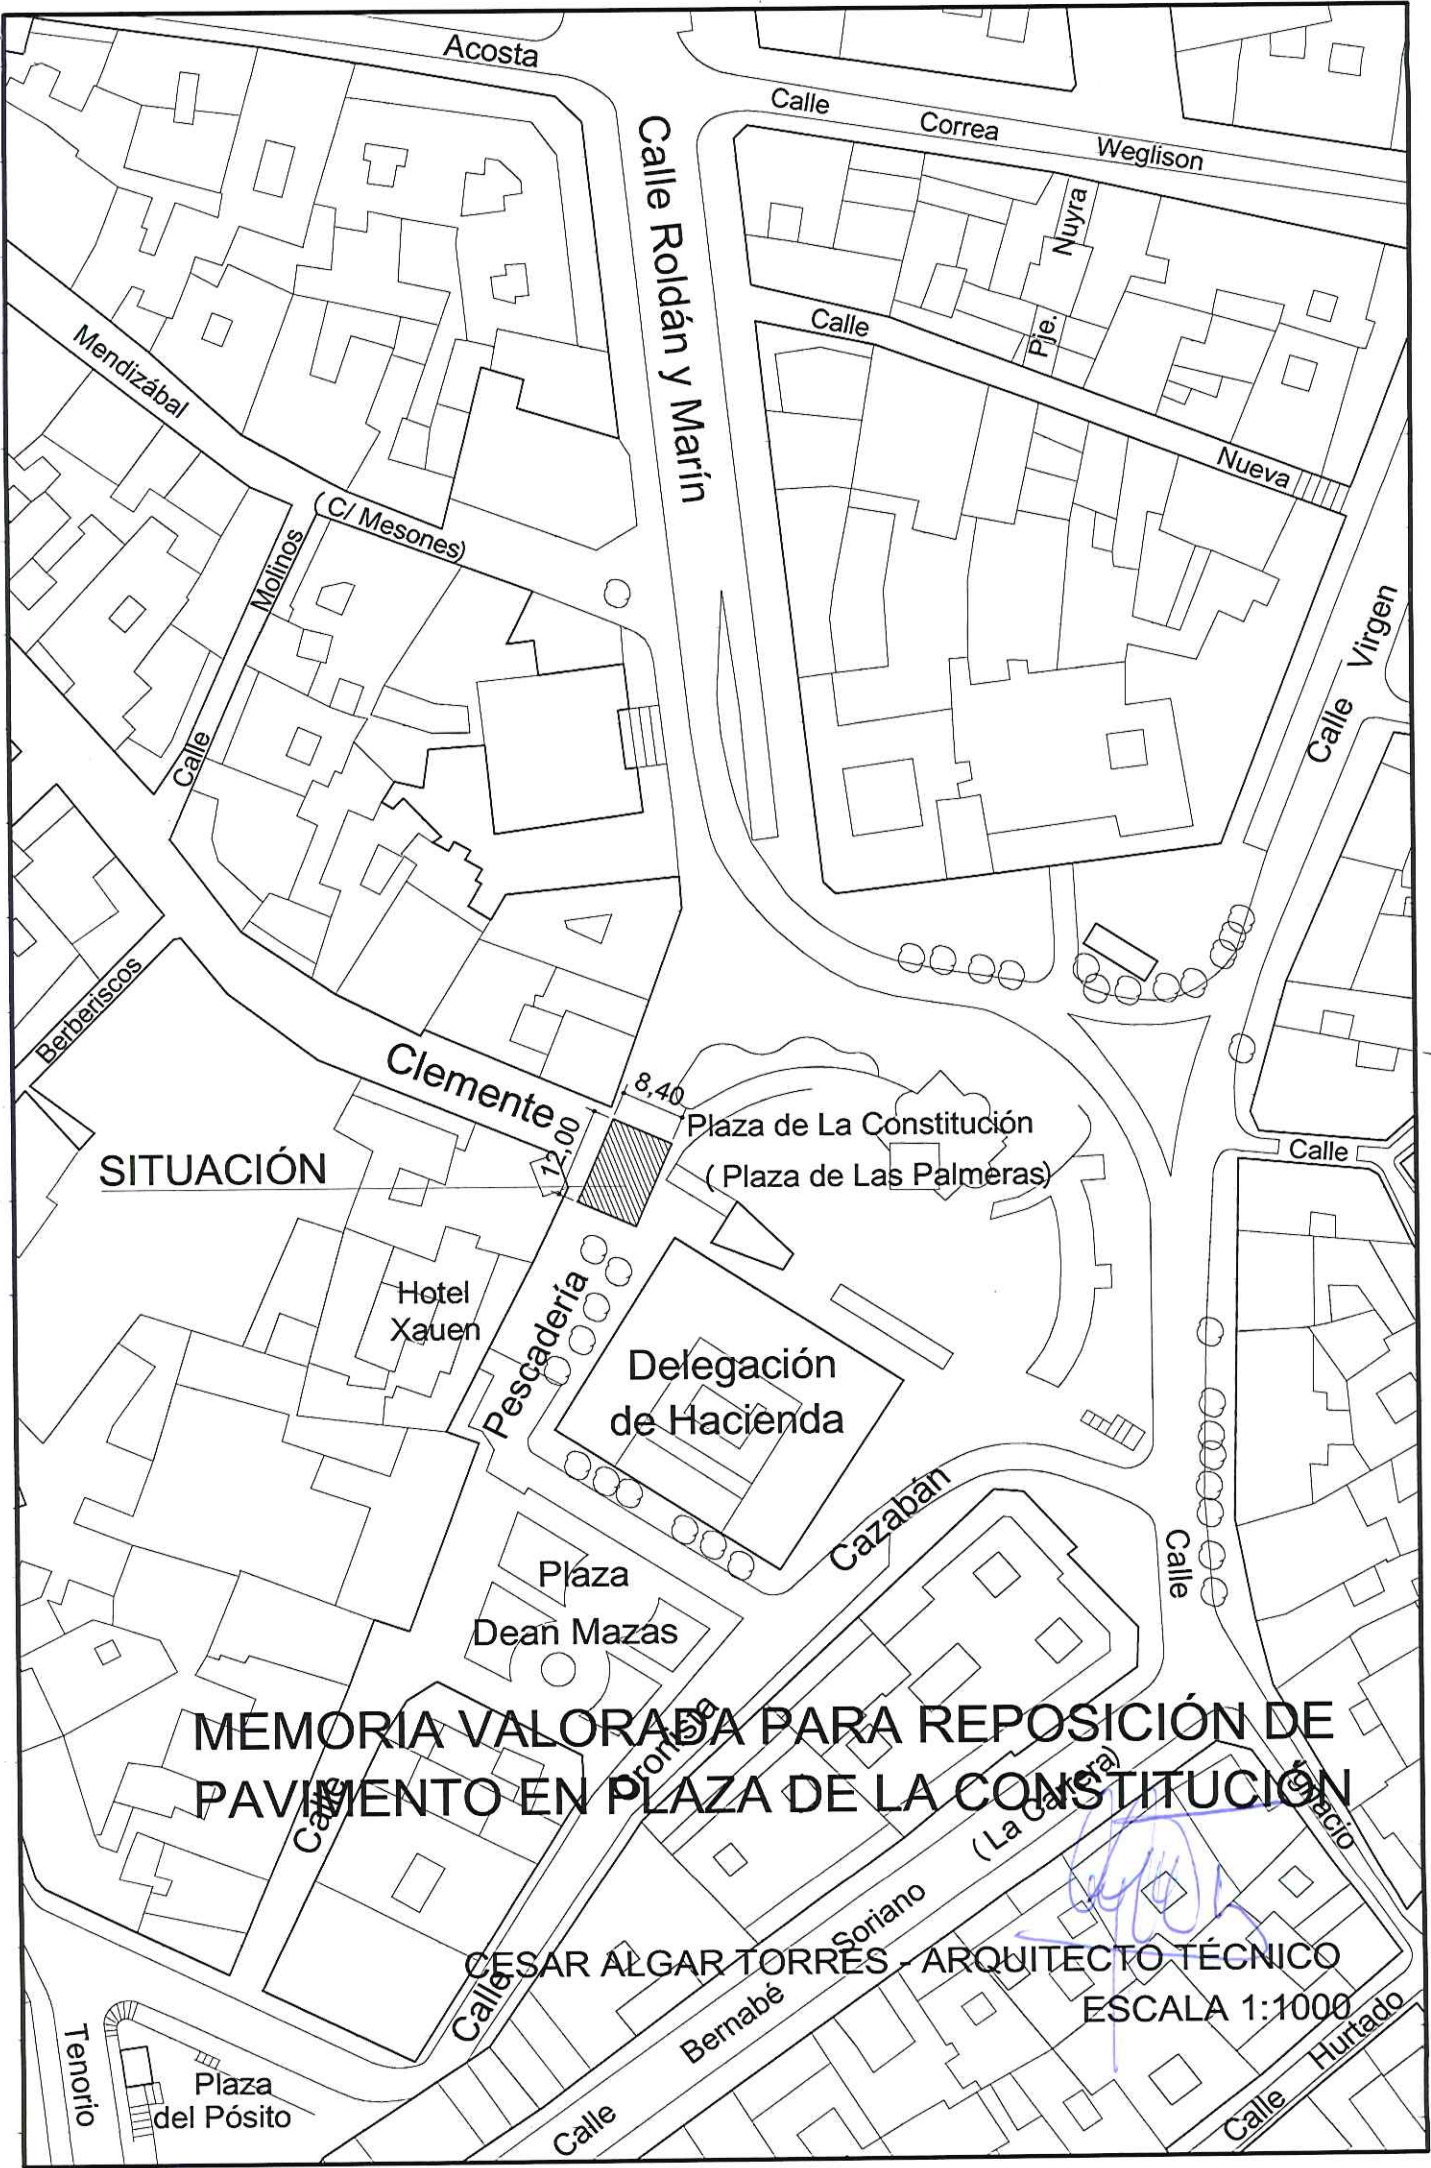 Acosta
Calle Correa Weglison
Calle Roldán y Marín
Pje. Nuyra
Calle Nueva
Mendizábal
( C/ Mesones)
Calle Molinos
Calle Virgen
Berberiscos
Clemente
8,40
12,00
Plaza de La Constitución
( Plaza de Las Palmeras)
SITUACIÓN
Calle
Hotel
Xauen
Pescadería
Delegación
de Hacienda
Cazabán
Calle
Plaza
Dean Mazas
MEMORIA VALORADA PARA REPOSICIÓN DE
PAVIMENTO EN PLAZA DE LA CONSTITUCIÓN
Calle
( La Carrera)
Ignacio
CESAR ALGAR TORRES - ARQUITECTO TÉCNICO
ESCALA 1:1000
Calle
Calle Bernabé Soriano
Calle Hurtado
Tenorio
Plaza
del Pósito